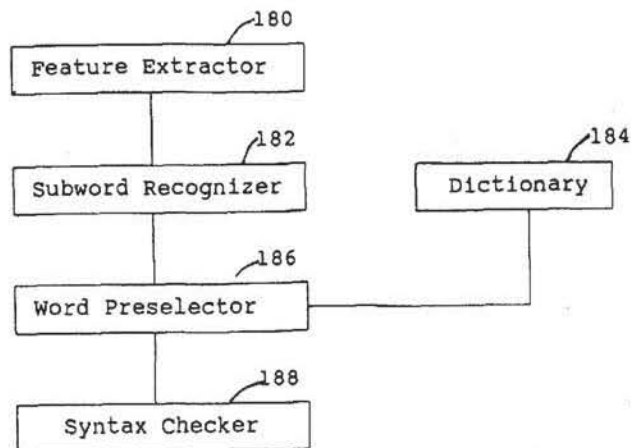 180
Feature Extractor
182
184
Subword Recognizer
Dictionary
186
Word Preselector
188
Syntax Checker